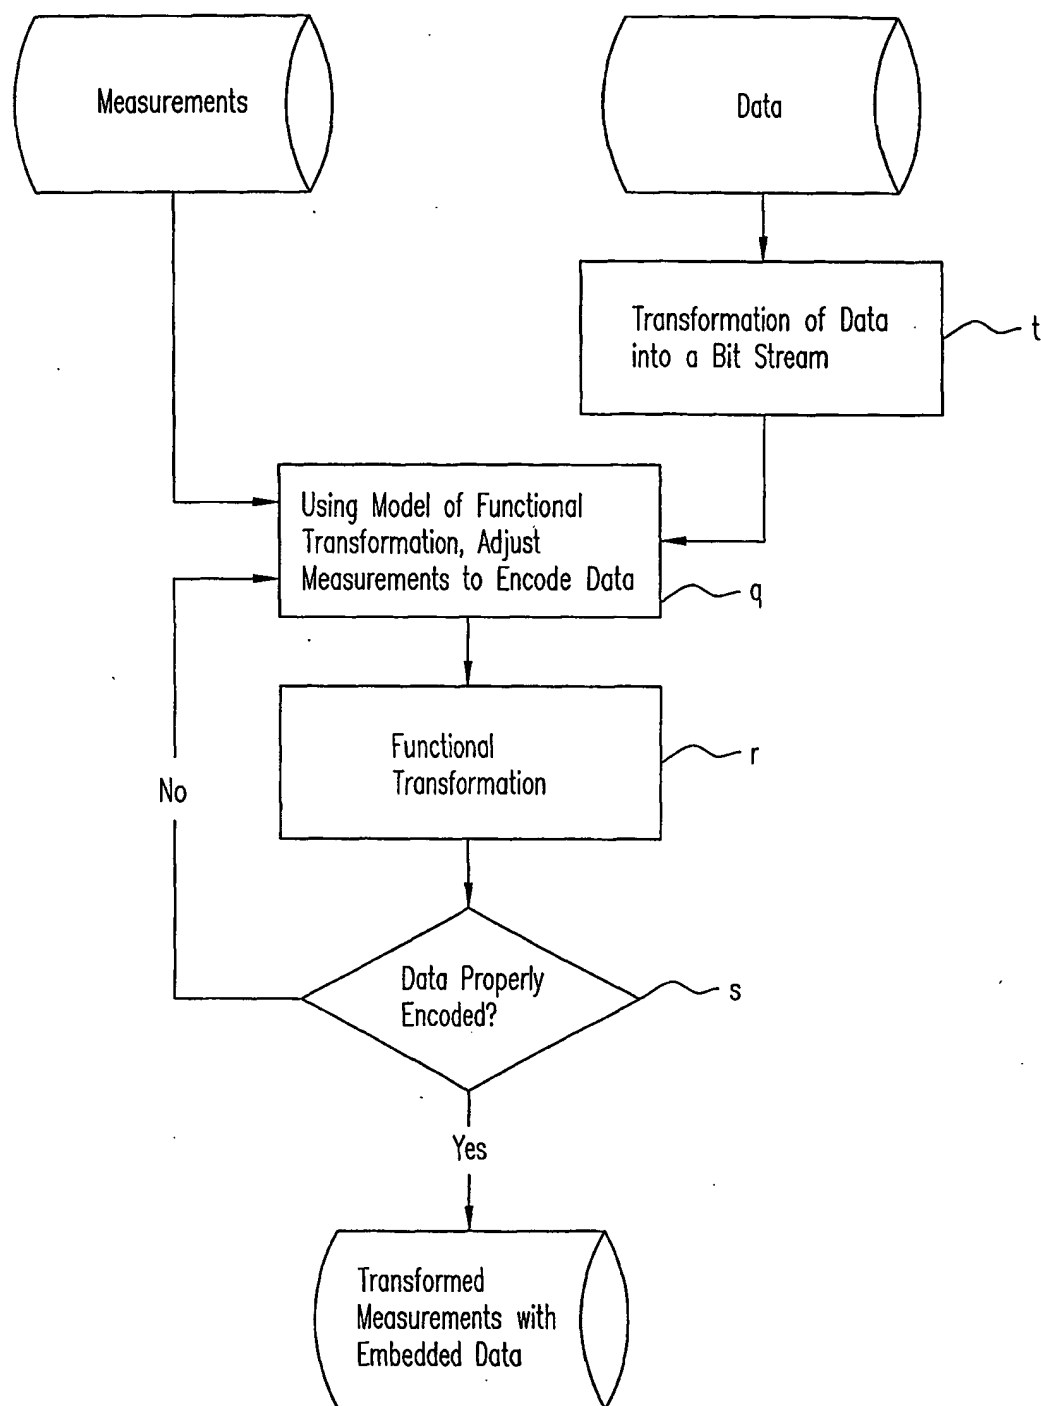 Measurements
Data
Transformation of Data
into a Bit Stream
t
Using Model of Functional
Transformation, Adjust
Measurements to Encode Data
q
Functional
Transformation
r
No
Data Properly
Encoded?
s
Yes
Transformed
Measurements with
Embedded Data